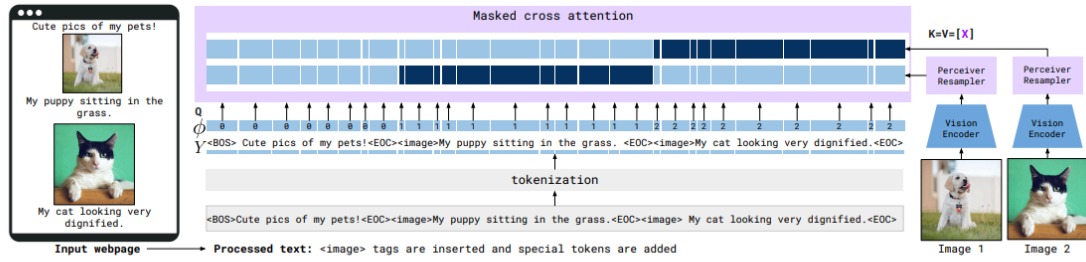 Cute pics of my pets!
My puppy sitting in the
grass.
My cat looking very
dignified.
Input webpage
Masked cross attention
K=V=[X]
Perceiver
Resampler
Perceiver
Resampler
Q
ϕ 0 0 0 0 0 0 0 0 1 1 1 1 1 1 1 1 1 1 2 2 2 2 2 2 2 2 2
Y <BOS> Cute pics of my pets!<EOC><image>My puppy sitting in the grass. <EOC><image>My cat looking very dignified.<EOC>
Vision
Encoder
Vision
Encoder
tokenization
<BOS>Cute pics of my pets!<EOC><image>My puppy sitting in the grass.<EOC><image> My cat looking very dignified.<EOC>
Processed text: <image> tags are inserted and special tokens are added
Image 1
Image 2